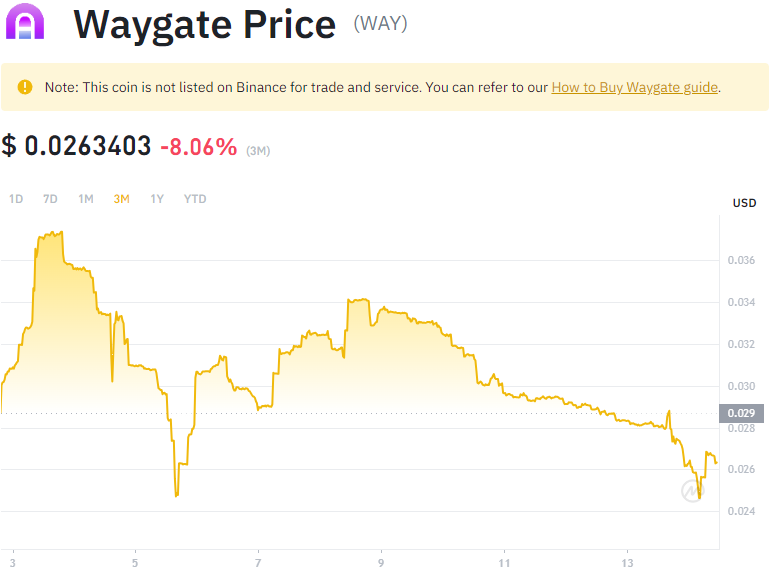 Waygate Price (WAY)
Note: This coin is not listed on Binance for trade and service. You can refer to our How to Buy Waygate guide.
$ 0.0263403 -8.06% (3M)
1D 7D 1M 3M 1Y YTD
USD
0.036
0.034
0.032
0.030
0.029
0.028
0.026
0.024
3 5 7 9 11 13